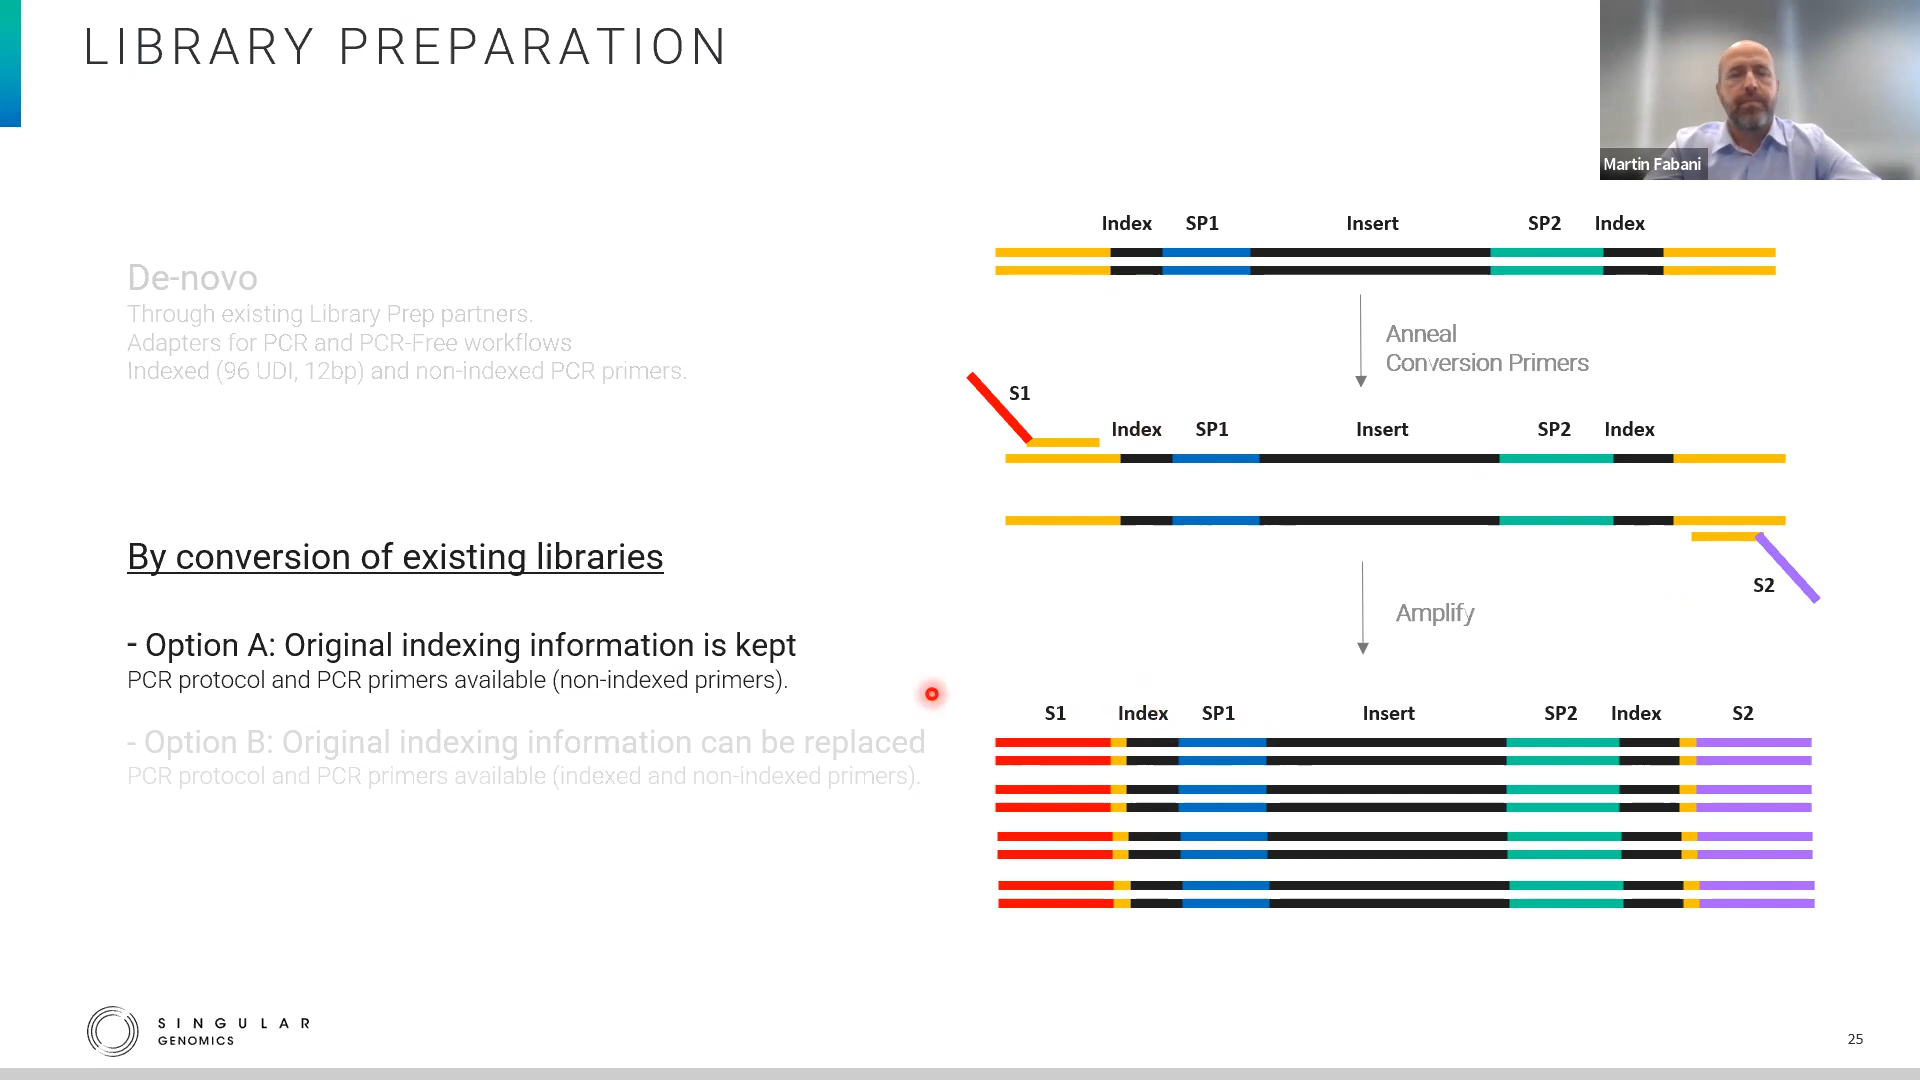 LIBRARY PREPARATION
Martin Fabani
De-novo
Through existing Library Prep partners.
Adapters for PCR and PCR-Free workflows
Indexed (96 UDI, 12bp) and non-indexed PCR primers.
By conversion of existing libraries
- Option A: Original indexing information is kept
PCR protocol and PCR primers available (non-indexed primers).
- Option B: Original indexing information can be replaced
PCR protocol and PCR primers available (indexed and non-indexed primers).
Index SP1 Insert SP2 Index
Anneal
Conversion Primers
S1
Index SP1 Insert SP2 Index
S2
Amplify
S1 Index SP1 Insert SP2 Index S2
SINGULAR
GENOMICS
25